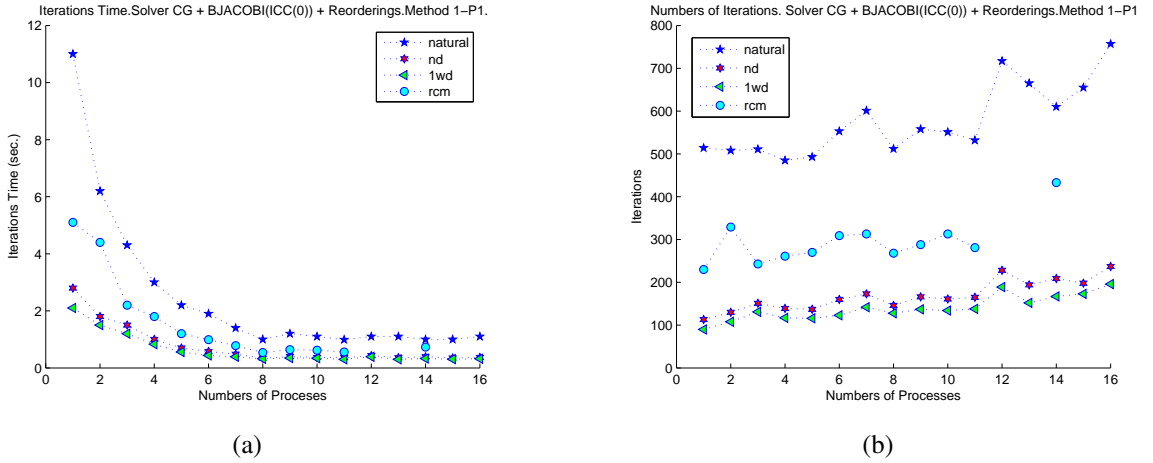 Iterations Time.Solver CG + BJACOBI(ICC(0)) + Reorderings.Method 1−P1.
12
10
8
6
4
2
0
Iterations Time (sec.)
natural
nd
1wd
rcm
0 2 4 6 8 10 12 14 16
Numbers of Proceses
(a)
Numbers of Iterations. Solver CG + BJACOBI(ICC(0)) + Reorderings.Method 1−P1
800
700
600
500
400
300
200
100
0
Iterations
natural
nd
1wd
rcm
0 2 4 6 8 10 12 14 16
Numbers of Processes
(b)